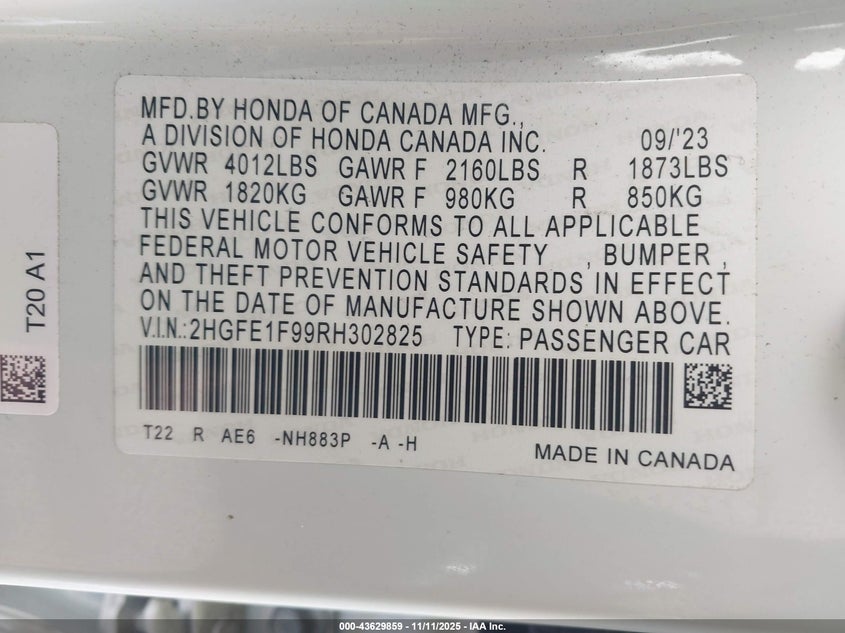 MFD.BY HONDA OF CANADA MFG.,
A DIVISION OF HONDA CANADA INC. 09/'23
GVWR 4012LBS GAWR F 2160LBS R 1873LBS
GVWR 1820KG GAWR F 980KG R 850KG
THIS VEHICLE CONFORMS TO ALL APPLICABLE
FEDERAL MOTOR VEHICLE SAFETY , BUMPER ,
AND THEFT PREVENTION STANDARDS IN EFFECT
ON THE DATE OF MANUFACTURE SHOWN ABOVE.
V.I.N.:2HGFE1F99RH302825 TYPE: PASSENGER CAR
T22 R AE6 -NH883P -A -H
MADE IN CANADA
T20 A1
000-43629859 - 11/11/2025 - IAA Inc.